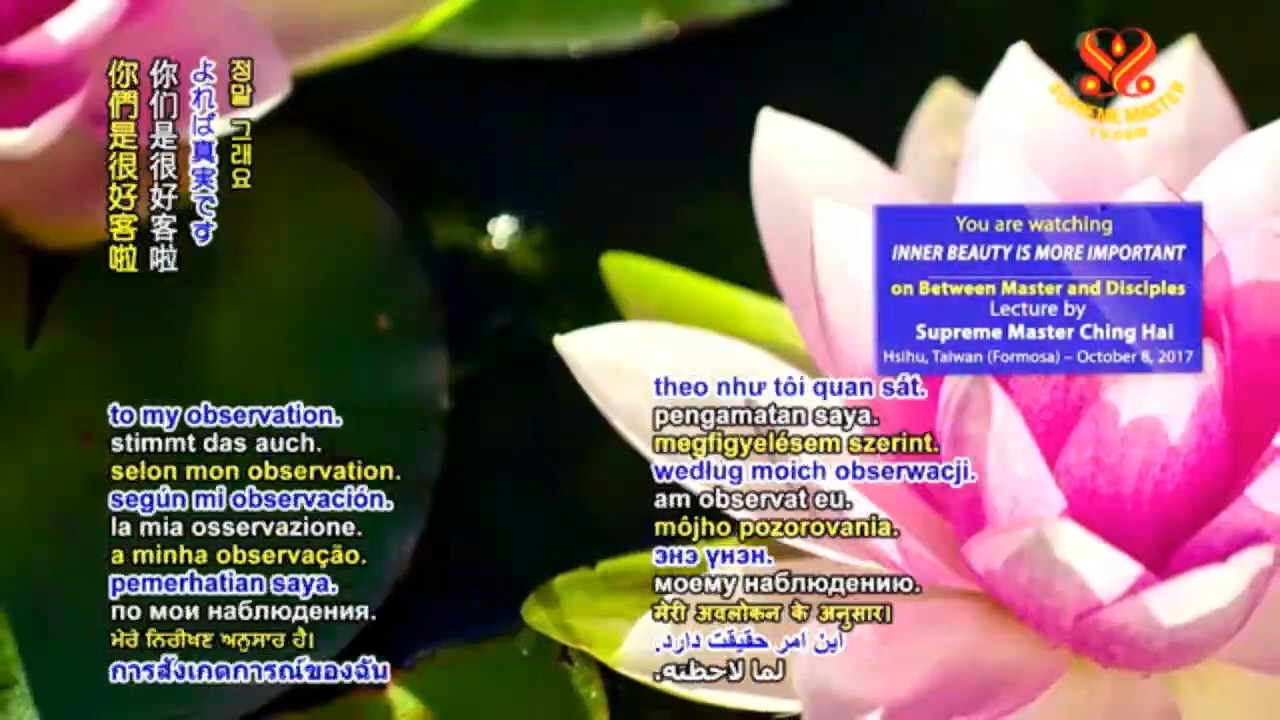 你們是很好客啦
你们是很好客啦
よれば真実です
정말 그래요
SUPREME MASTER
TV.COM
You are watching
INNER BEAUTY IS MORE IMPORTANT
on Between Master and Disciples
Lecture by
Supreme Master Ching Hai
Hsihu, Taiwan (Formosa) – October 8, 2017
to my observation.
stimmt das auch.
selon mon observation.
según mi observación.
la mia osservazione.
a minha observação.
pemerhatian saya.
по мои наблюдения.
ਮੇਰੇ ਨਿਰੀਖਣ ਅਨੁਸਾਰ ਹੈ।
การสังเกตการณ์ของฉัน
theo như tôi quan sát.
pengamatan saya.
megfigyelésem szerint.
według moich obserwacji.
am observat eu.
môjho pozorovania.
энэ үнэн.
моему наблюдению.
मेरी अवलोकन के अनुसार।
این امر حقیقت دارد.
لما لاحظته.